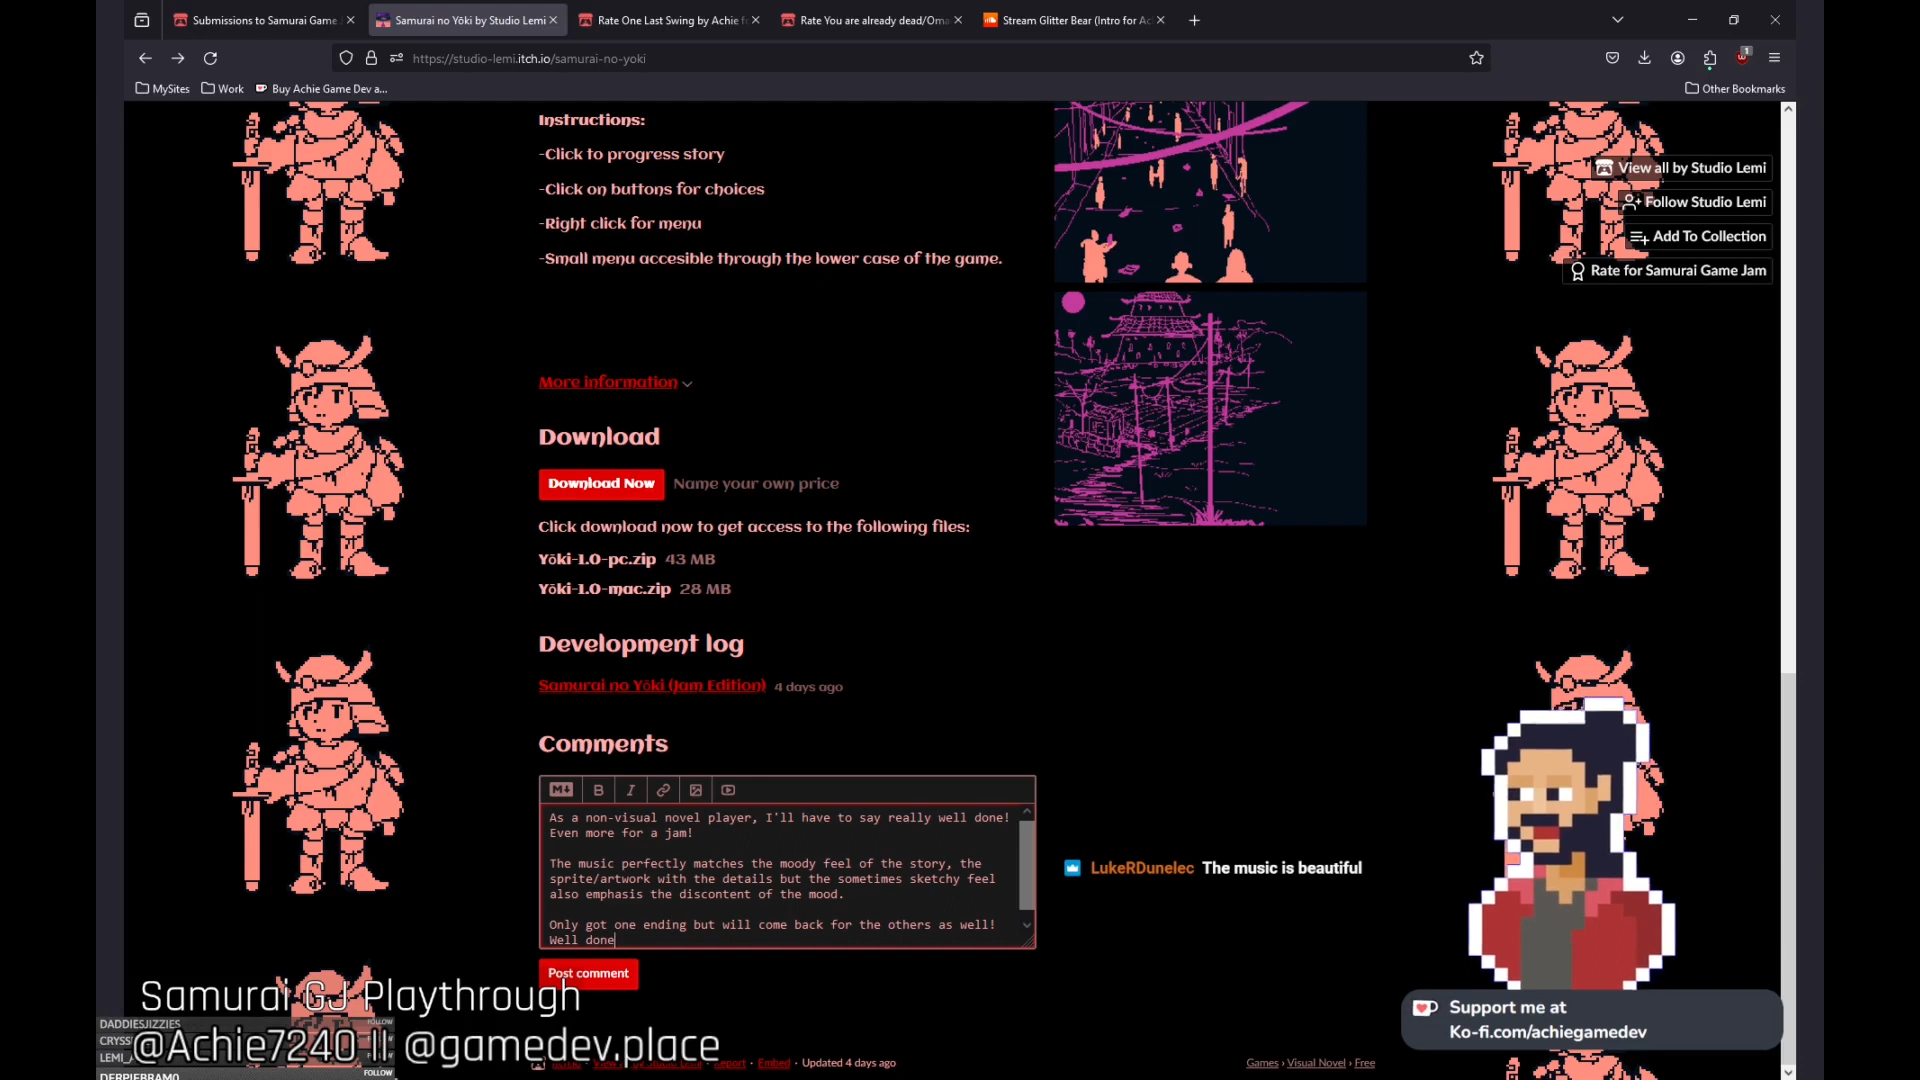 Submissions to Samurai Game
Samurai no Yōki by Studio Lemi
Rate One Last Swing by Achie f
Rate You are already dead/Oma
Stream Glitter Bear (Intro for Ac
https://studio-lemi.itch.io/samurai-no-yoki
1
MySites
Work
Buy Achie Game Dev a...
Other Bookmarks
Instructions:
-Click to progress story
-Click on buttons for choices
-Right click for menu
-Small menu accesible through the lower case of the game.
View all by Studio Lemi
Follow Studio Lemi
Add To Collection
Rate for Samurai Game Jam
More information
Download
Download Now
Name your own price
Click download now to get access to the following files:
Yōki-1.0-pc.zip 43 MB
Yōki-1.0-mac.zip 28 MB
Development log
Samurai no Yōki (Jam Edition) 4 days ago
Comments
M B I
As a non-visual novel player, I'll have to say really well done!
Even more for a jam!
The music perfectly matches the moody feel of the story, the
sprite/artwork with the details but the sometimes sketchy feel
also emphasis the discontent of the mood.
Only got one ending but will come back for the others as well!
Well done
LukeRDunelec The music is beautiful
Post comment
Samurai GJ Playthrough
@Achie7240 || @gamedev.place
DADDIESJIZZIES FOLLOW
DERPIEBRAM0 FOLLOW
Support me at
Ko-fi.com/achiegamedev
Report · Embed · Updated 4 days ago
Games › Visual Novel › Free